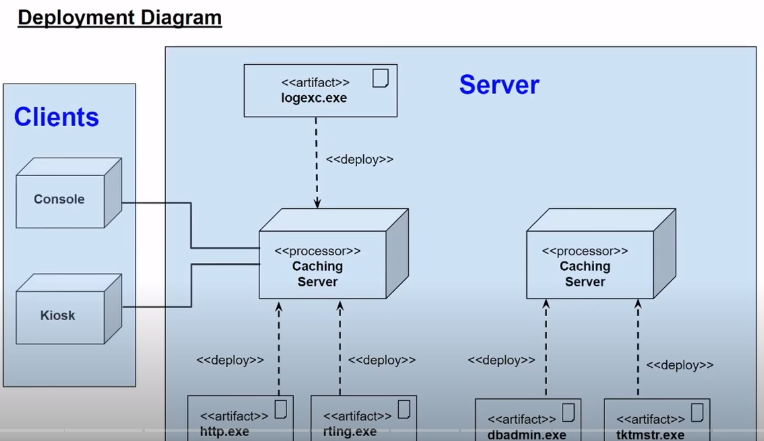 Deployment Diagram
Server
Clients
<<artifact>>
logexc.exe
<<deploy>>
Console
Kiosk
<<processor>>
Caching
Server
<<processor>>
Caching
Server
<<deploy>>
<<deploy>>
<<deploy>>
<<deploy>>
<<artifact>>
http.exe
<<artifact>>
rting.exe
<<artifact>>
dbadmin.exe
<<artifact>>
tktmstr.exe